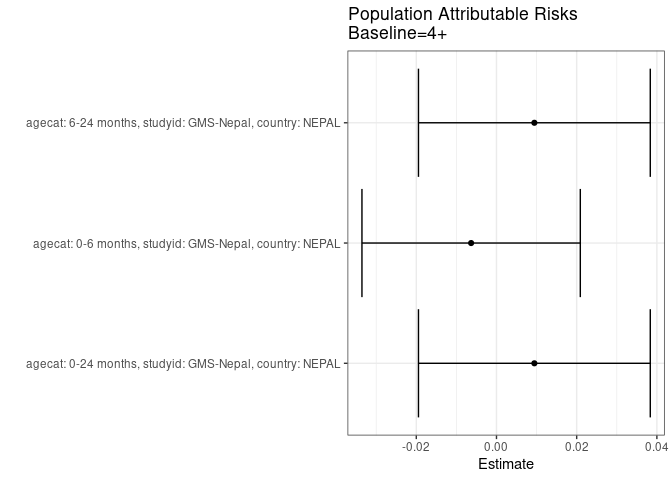 Population Attributable Risks
Baseline=4+
agecat: 6-24 months, studyid: GMS-Nepal, country: NEPAL
agecat: 0-6 months, studyid: GMS-Nepal, country: NEPAL
agecat: 0-24 months, studyid: GMS-Nepal, country: NEPAL
-0.02 0.00 0.02 0.04
Estimate